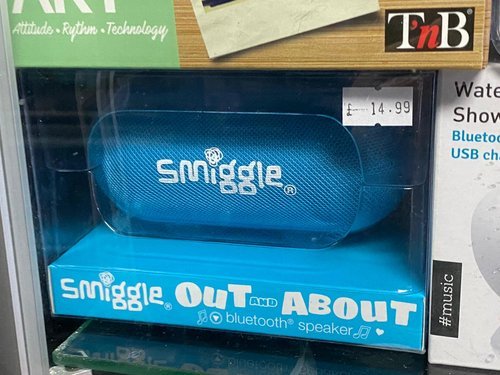 ART
Attitude • Rythm • Technology
T'nB
£ 14.99
smiggle®
smiggle® OUT AND ABOUT
bluetooth® speaker
Wate
Show
Blueto
USB ch
#music